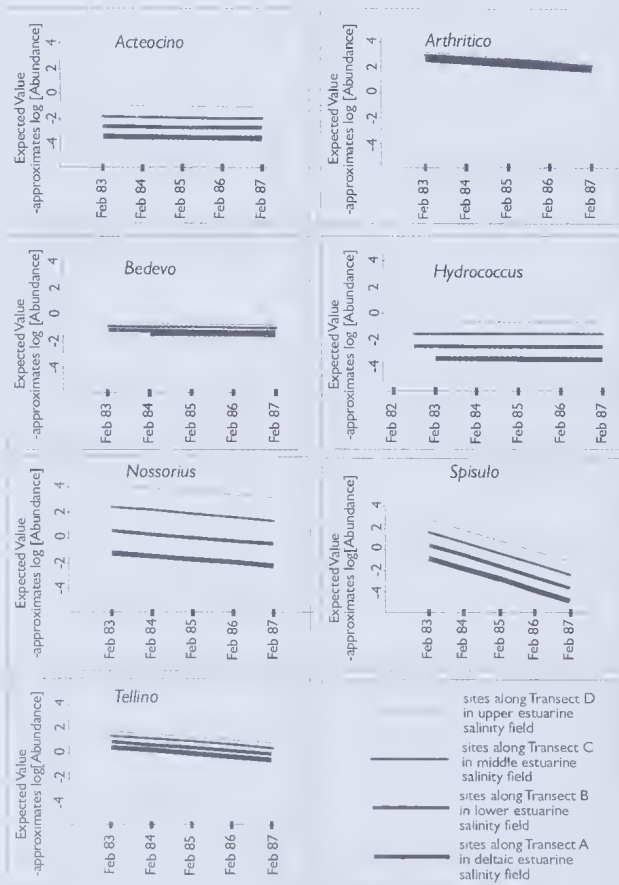 Acteocino
Expected Value
-approximates log [Abundance]
4
2
0
-2
-4
Feb 83
Feb 84
Feb 85
Feb 86
Feb 87
Arthritico
Expected Value
-approximates log [Abundance]
4
2
0
-2
-4
Feb 83
Feb 84
Feb 85
Feb 86
Feb 87
Bedevo
Expected Value
-approximates log [Abundance]
4
2
0
-2
-4
Feb 83
Feb 84
Feb 85
Feb 86
Feb 87
Hydrococcus
Expected Value
-approximates log [Abundance]
4
2
0
-2
-4
Feb 82
Feb 83
Feb 84
Feb 85
Feb 86
Feb 87
Nossorius
Expected Value
-approximates log[Abundance]
4
2
0
-2
-4
Feb 83
Feb 84
Feb 85
Feb 86
Feb 87
Spisulo
Expected Value
-approximates log[Abundance]
4
2
0
-2
-4
Feb 83
Feb 84
Feb 85
Feb 86
Feb 87
Tellino
Expected Value
-approximates log[Abundance]
4
2
0
-2
-4
Feb 83
Feb 84
Feb 85
Feb 86
Feb 87
sites along Transect D
in upper estuarine
salinity field
sites along Transect C
in middle estuarine
salinity field
sites along Transect B
in lower estuarine
salinity field
sites along Transect A
in deltaic estuarine
salinity field